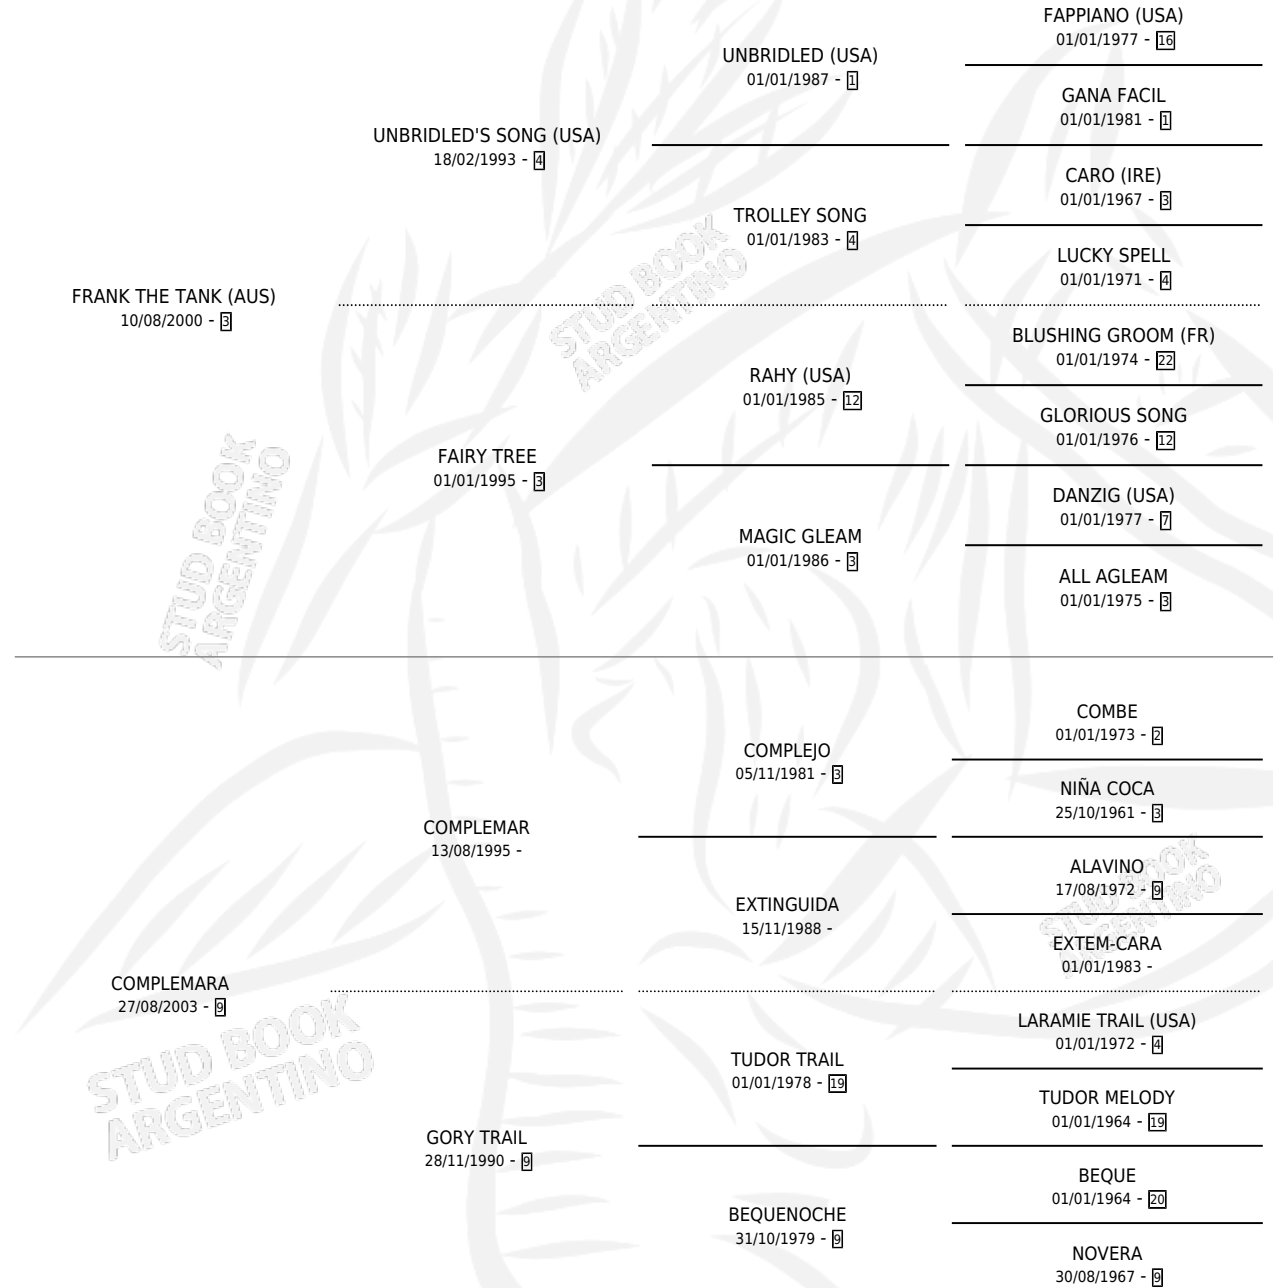 FAPPIANO (USA)
01/01/1977 - 16
UNBRIDLED (USA)
01/01/1987 - 1
GANA FACIL
01/01/1981 - 1
UNBRIDLED'S SONG (USA)
18/02/1993 - 4
CARO (IRE)
01/01/1967 - 3
TROLLEY SONG
01/01/1983 - 4
LUCKY SPELL
01/01/1971 - 4
FRANK THE TANK (AUS)
10/08/2000 - 3
STUD BOOK
ARGENTINO
BLUSHING GROOM (FR)
01/01/1974 - 22
RAHY (USA)
01/01/1985 - 12
GLORIOUS SONG
01/01/1976 - 12
FAIRY TREE
01/01/1995 - 3
DANZIG (USA)
01/01/1977 - 7
MAGIC GLEAM
01/01/1986 - 3
ALL AGLEAM
01/01/1975 - 3
STUD BOOK
ARGENTINO
COMBE
01/01/1973 - 2
COMPLEJO
05/11/1981 - 3
NIÑA COCA
25/10/1961 - 3
COMPLEMAR
13/08/1995 -
ALAVINO
17/08/1972 - 9
EXTINGUIDA
15/11/1988 -
EXTEM-CARA
01/01/1983 -
STUD BOOK
ARGENTINO
COMPLEMARA
27/08/2003 - 9
LARAMIE TRAIL (USA)
01/01/1972 - 4
TUDOR TRAIL
01/01/1978 - 19
TUDOR MELODY
01/01/1964 - 19
STUD BOOK
ARGENTINO
GORY TRAIL
28/11/1990 - 9
BEQUE
01/01/1964 - 20
BEQUENOCHE
31/10/1979 - 9
NOVERA
30/08/1967 - 9